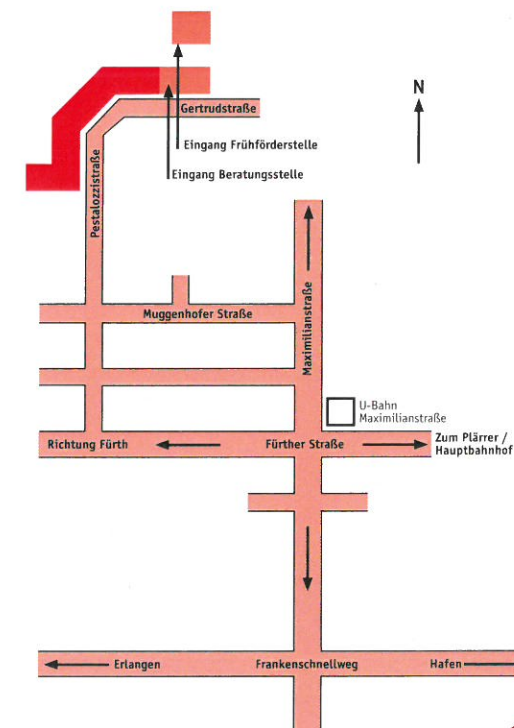 N
Gertrudstraße
Eingang Frühförderstelle
Eingang Beratungsstelle
Pestalozzistraße
Maximilianstraße
Muggenhofer Straße
U-Bahn
Maximilianstraße
Richtung Fürth
Fürther Straße
Zum Plärrer /
Hauptbahnhof
Erlangen
Frankenschnellweg
Hafen